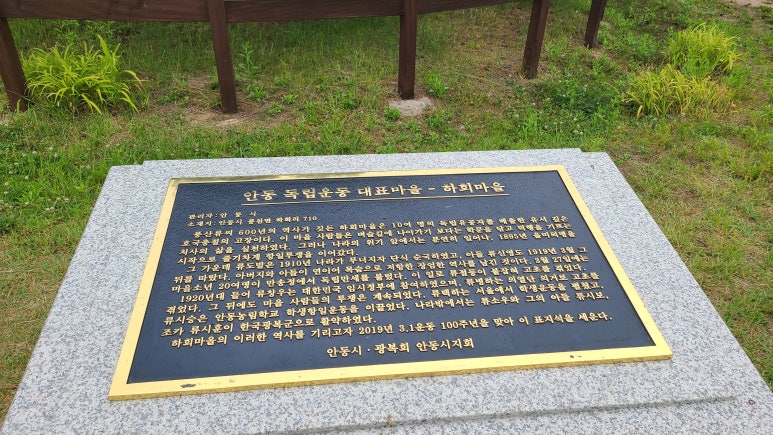 안동 독립운동 대표마을 - 하회마을
관리자: 안 동 시
소재지: 안동시 풍천면 하회리 710
풍산류씨 600년의 역사가 깃든 하회마을은 10여 명의 독립유공자를 배출한 유서 깊은
호국충절의 고장이다. 이 마을 사람들은 벼슬길에 나아가기 보다는 학문을 닦고 덕행을 기르는
처사의 삶을 실천하였다. 그러나 나라의 위기 앞에서는 분연히 일어나, 1895년 을미의병을
시작으로 줄기차게 항일투쟁을 이어갔다.
그 가운데 류도발은 1910년 나라가 무너지자 단식 순국하였고, 아들 류신영도 1919년 3월 그
뒤를 따랐다. 아버지와 아들이 연이어 목숨으로 저항한 장엄한 역사를 남긴 것이다. 3월 27일에는
마을소년 20여명이 만송정에서 독립만세를 불렀다. 이 일로 류점등이 붙잡혀 고초를 겪었다.
1920년대 들어 류장우는 대한민국 임시정부에 참여하였으며, 류병하는 의열단 의거로 고초를
겪었다. 그 뒤에도 마을 사람들의 투쟁은 계속되었다. 류택하는 서울에서 학생운동을 펼쳤고,
류시승은 안동농림학교 학생항일운동을 이끌었다. 나라밖에서는 류소우와 그의 아들 류시보,
조카 류시훈이 한국광복군으로 활약하였다.
하회마을의 이러한 역사를 기리고자 2019년 3.1운동 100주년을 맞아 이 표지석을 세운다.
안동시 · 광복회 안동시지회